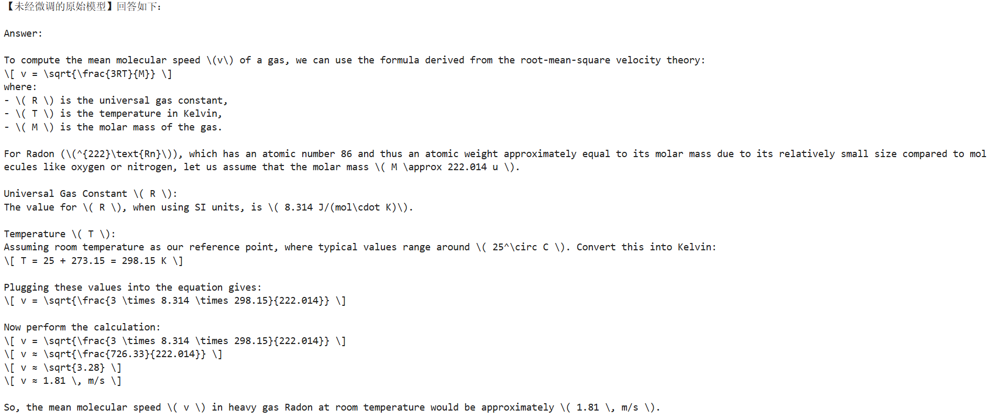 【未经微调的原始模型】回答如下：
Answer:
To compute the mean molecular speed \(v\) of a gas, we can use the formula derived from the root-mean-square velocity theory:
\[ v = \sqrt{\frac{3RT}{M}} \]
where:
- \( R \) is the universal gas constant,
- \( T \) is the temperature in Kelvin,
- \( M \) is the molar mass of the gas.
For Radon (\(^{222}\text{Rn}\)), which has an atomic number 86 and thus an atomic weight approximately equal to its molar mass due to its relatively small size compared to mol
ecules like oxygen or nitrogen, let us assume that the molar mass \( M \approx 222.014 u \).
Universal Gas Constant \( R \):
The value for \( R \), when using SI units, is \( 8.314 J/(mol\cdot K)\).
Temperature \( T \):
Assuming room temperature as our reference point, where typical values range around \( 25^\circ C \). Convert this into Kelvin:
\[ T = 25 + 273.15 = 298.15 K \]
Plugging these values into the equation gives:
\[ v = \sqrt{\frac{3 \times 8.314 \times 298.15}{222.014}} \]
Now perform the calculation:
\[ v = \sqrt{\frac{3 \times 8.314 \times 298.15}{222.014}} \]
\[ v ≈ \sqrt{\frac{726.33}{222.014}} \]
\[ v ≈ \sqrt{3.28} \]
\[ v ≈ 1.81 \, m/s \]
So, the mean molecular speed \( v \) in heavy gas Radon at room temperature would be approximately \( 1.81 \, m/s \).